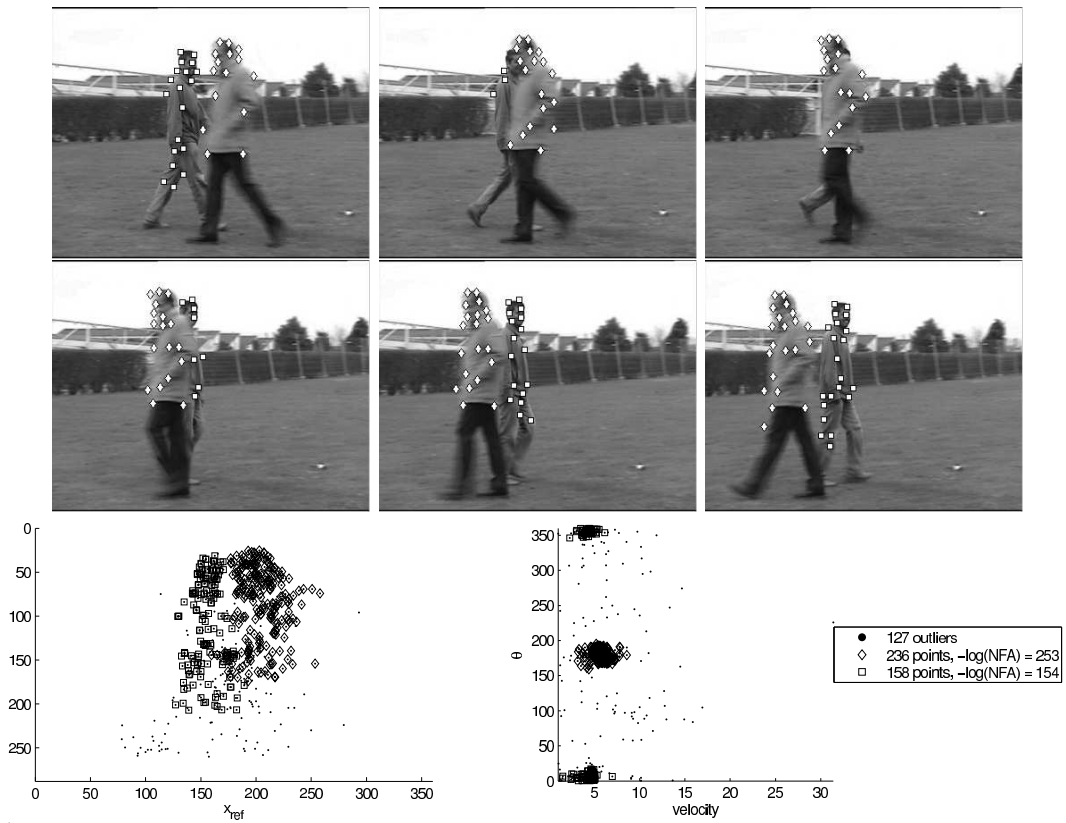 0
50
100
150
200
250
0 50 100 150 200 250 300 350
x_ref
350
300
250
200
150
100
50
0
θ
5 10 15 20 25 30
velocity
127 outliers
236 points, −log(NFA) = 253
158 points, −log(NFA) = 154